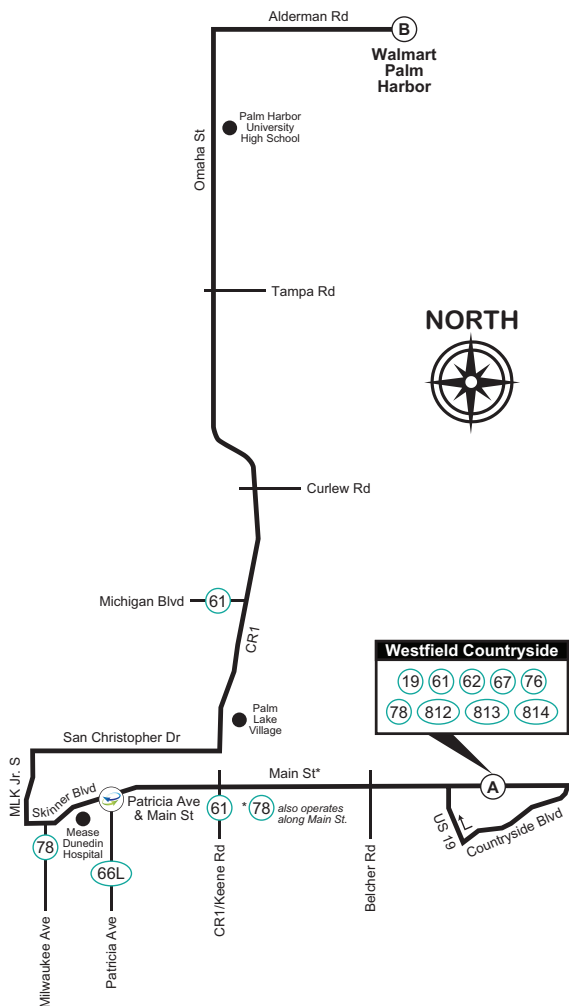 Alderman Rd
B
Walmart
Palm
Harbor
Palm Harbor
University
High School
Omaha St
Tampa Rd
NORTH
Curlew Rd
Michigan Blvd
61
CR1
Westfield Countryside
19 61 62 67 76
78 812 813 814
Palm
Lake
Village
San Christopher Dr
MLK Jr. S
Skinner Blvd
Main St*
A
Patricia Ave
& Main St
61
* 78 also operates
along Main St.
US 19
Countryside Blvd
Mease
Dunedin
Hospital
78
66L
Milwaukee Ave
Patricia Ave
CR1/Keene Rd
Belcher Rd